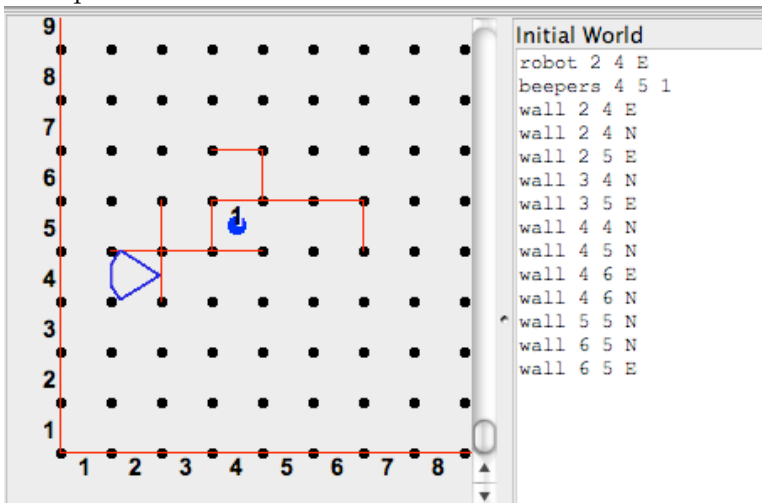 9
8
7
6
5
4
3
2
1
1
1 2 3 4 5 6 7 8
Initial World
robot 2 4 E
beepers 4 5 1
wall 2 4 E
wall 2 4 N
wall 2 5 E
wall 3 4 N
wall 3 5 E
wall 4 4 N
wall 4 5 N
wall 4 6 E
wall 4 6 N
wall 5 5 N
wall 6 5 N
wall 6 5 E